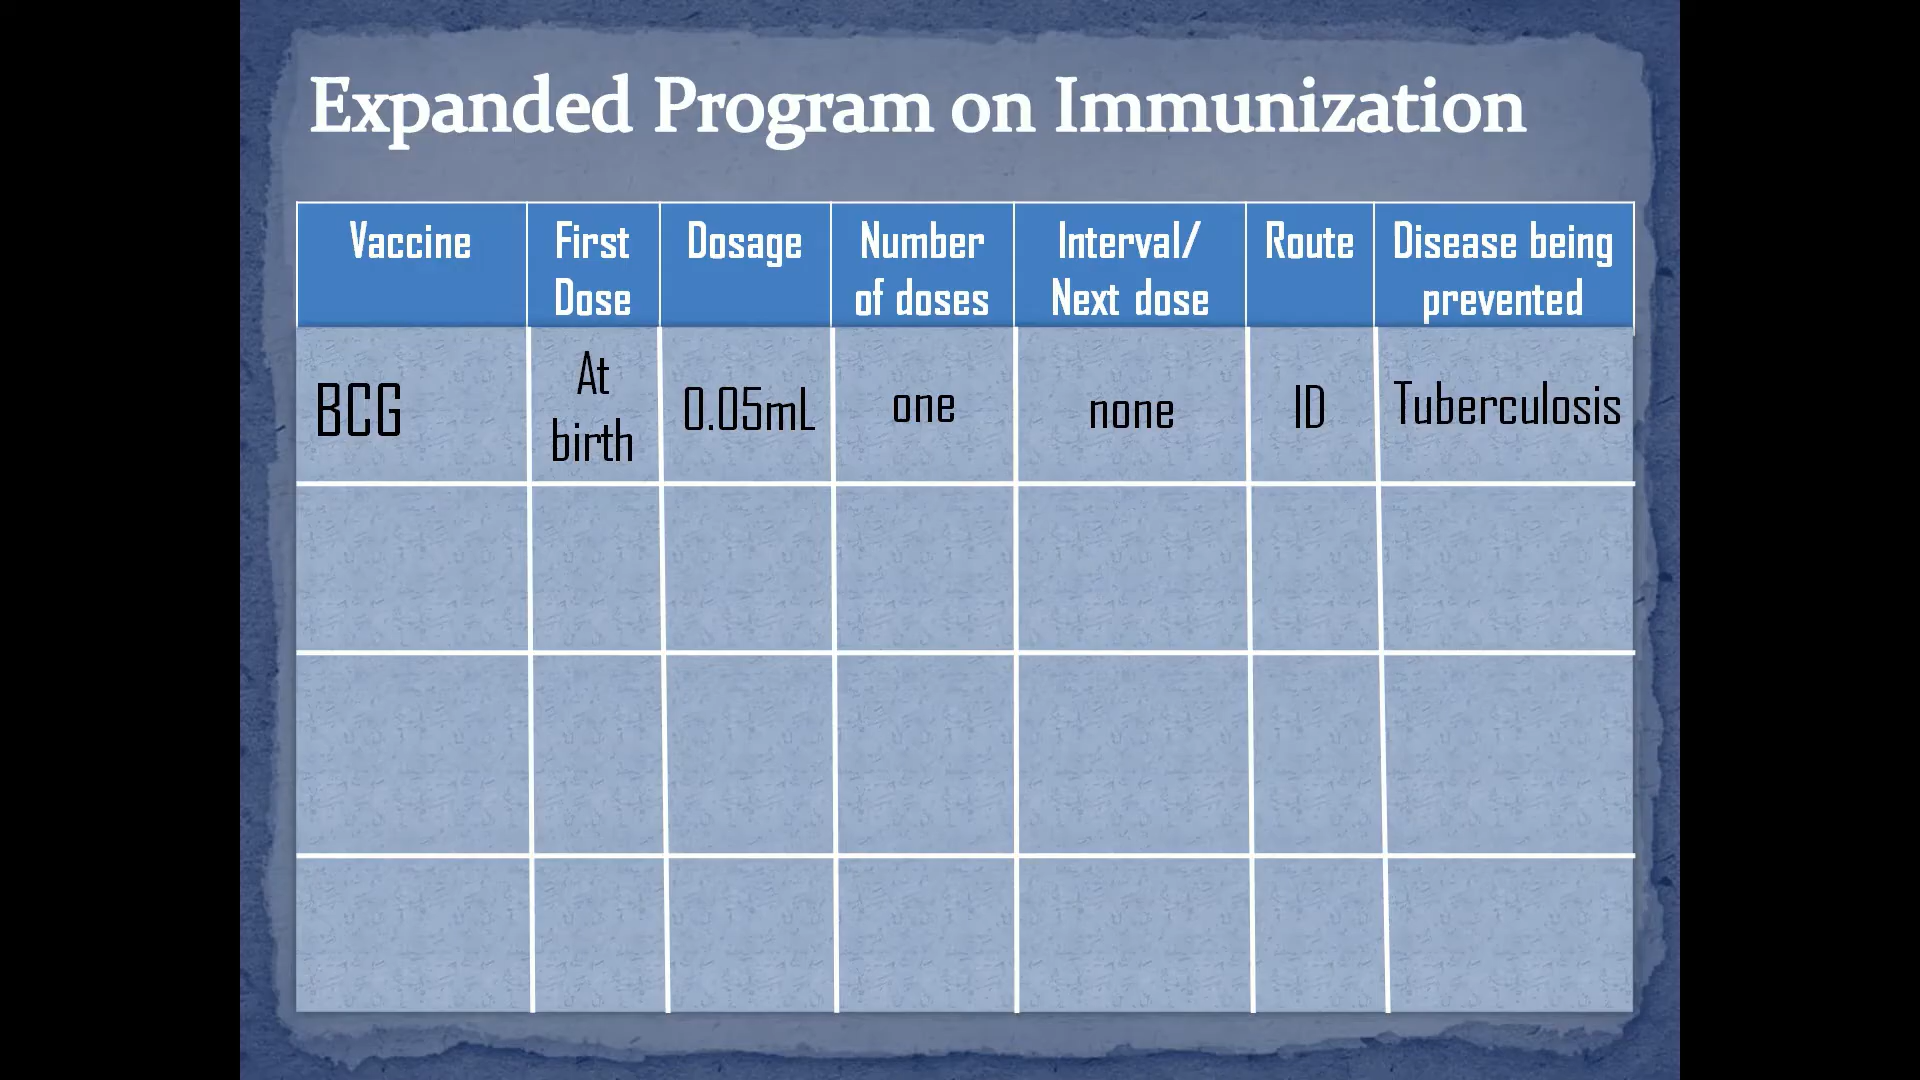 Expanded Program on Immunization
Vaccine
First
Dose
Dosage
Number
of doses
Interval/
Next dose
Route
Disease being
prevented
BCG
At
birth
0.05mL
one
none
ID
Tuberculosis